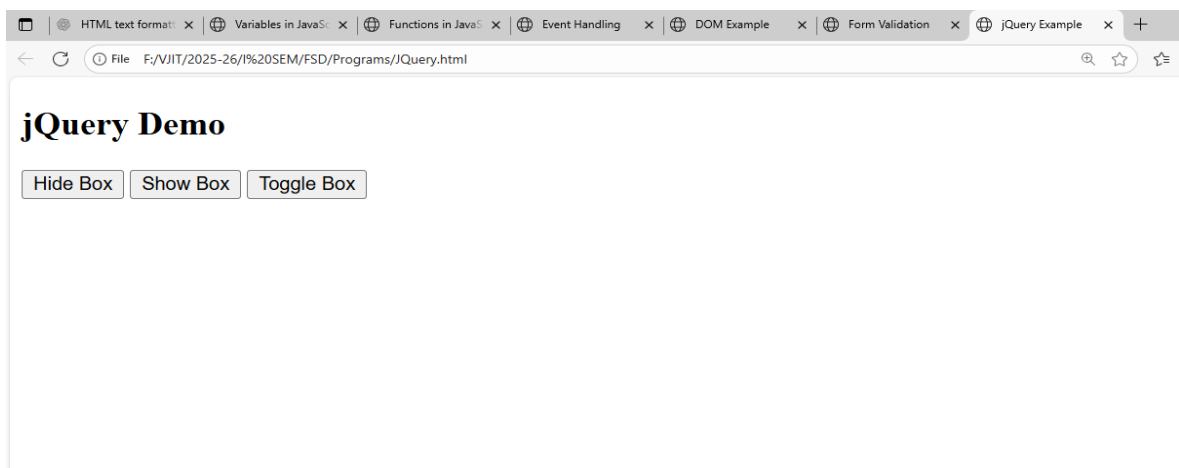 HTML text formatt Variables in JavaSc Functions in JavaS Event Handling DOM Example Form Validation jQuery Example
File F:/VJIT/2025-26/I%20SEM/FSD/Programs/JQuery.html
jQuery Demo
Hide Box Show Box Toggle Box